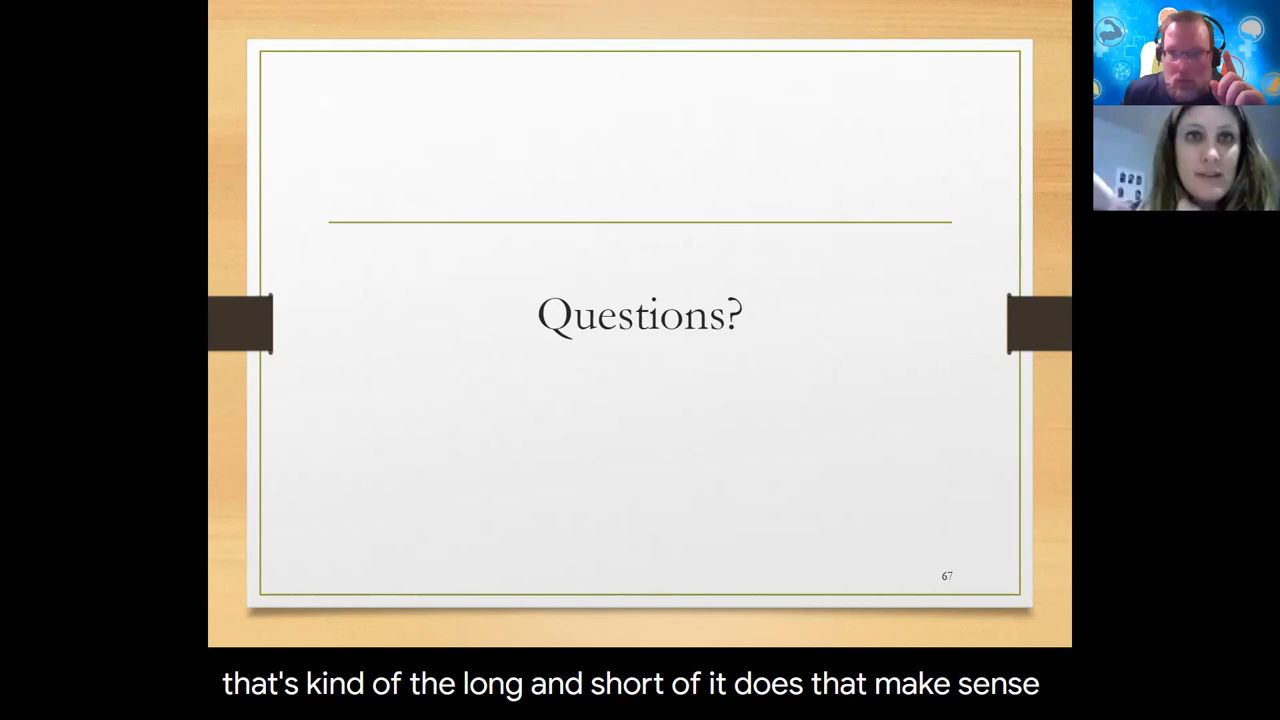 Questions?
67
that's kind of the long and short of it does that make sense